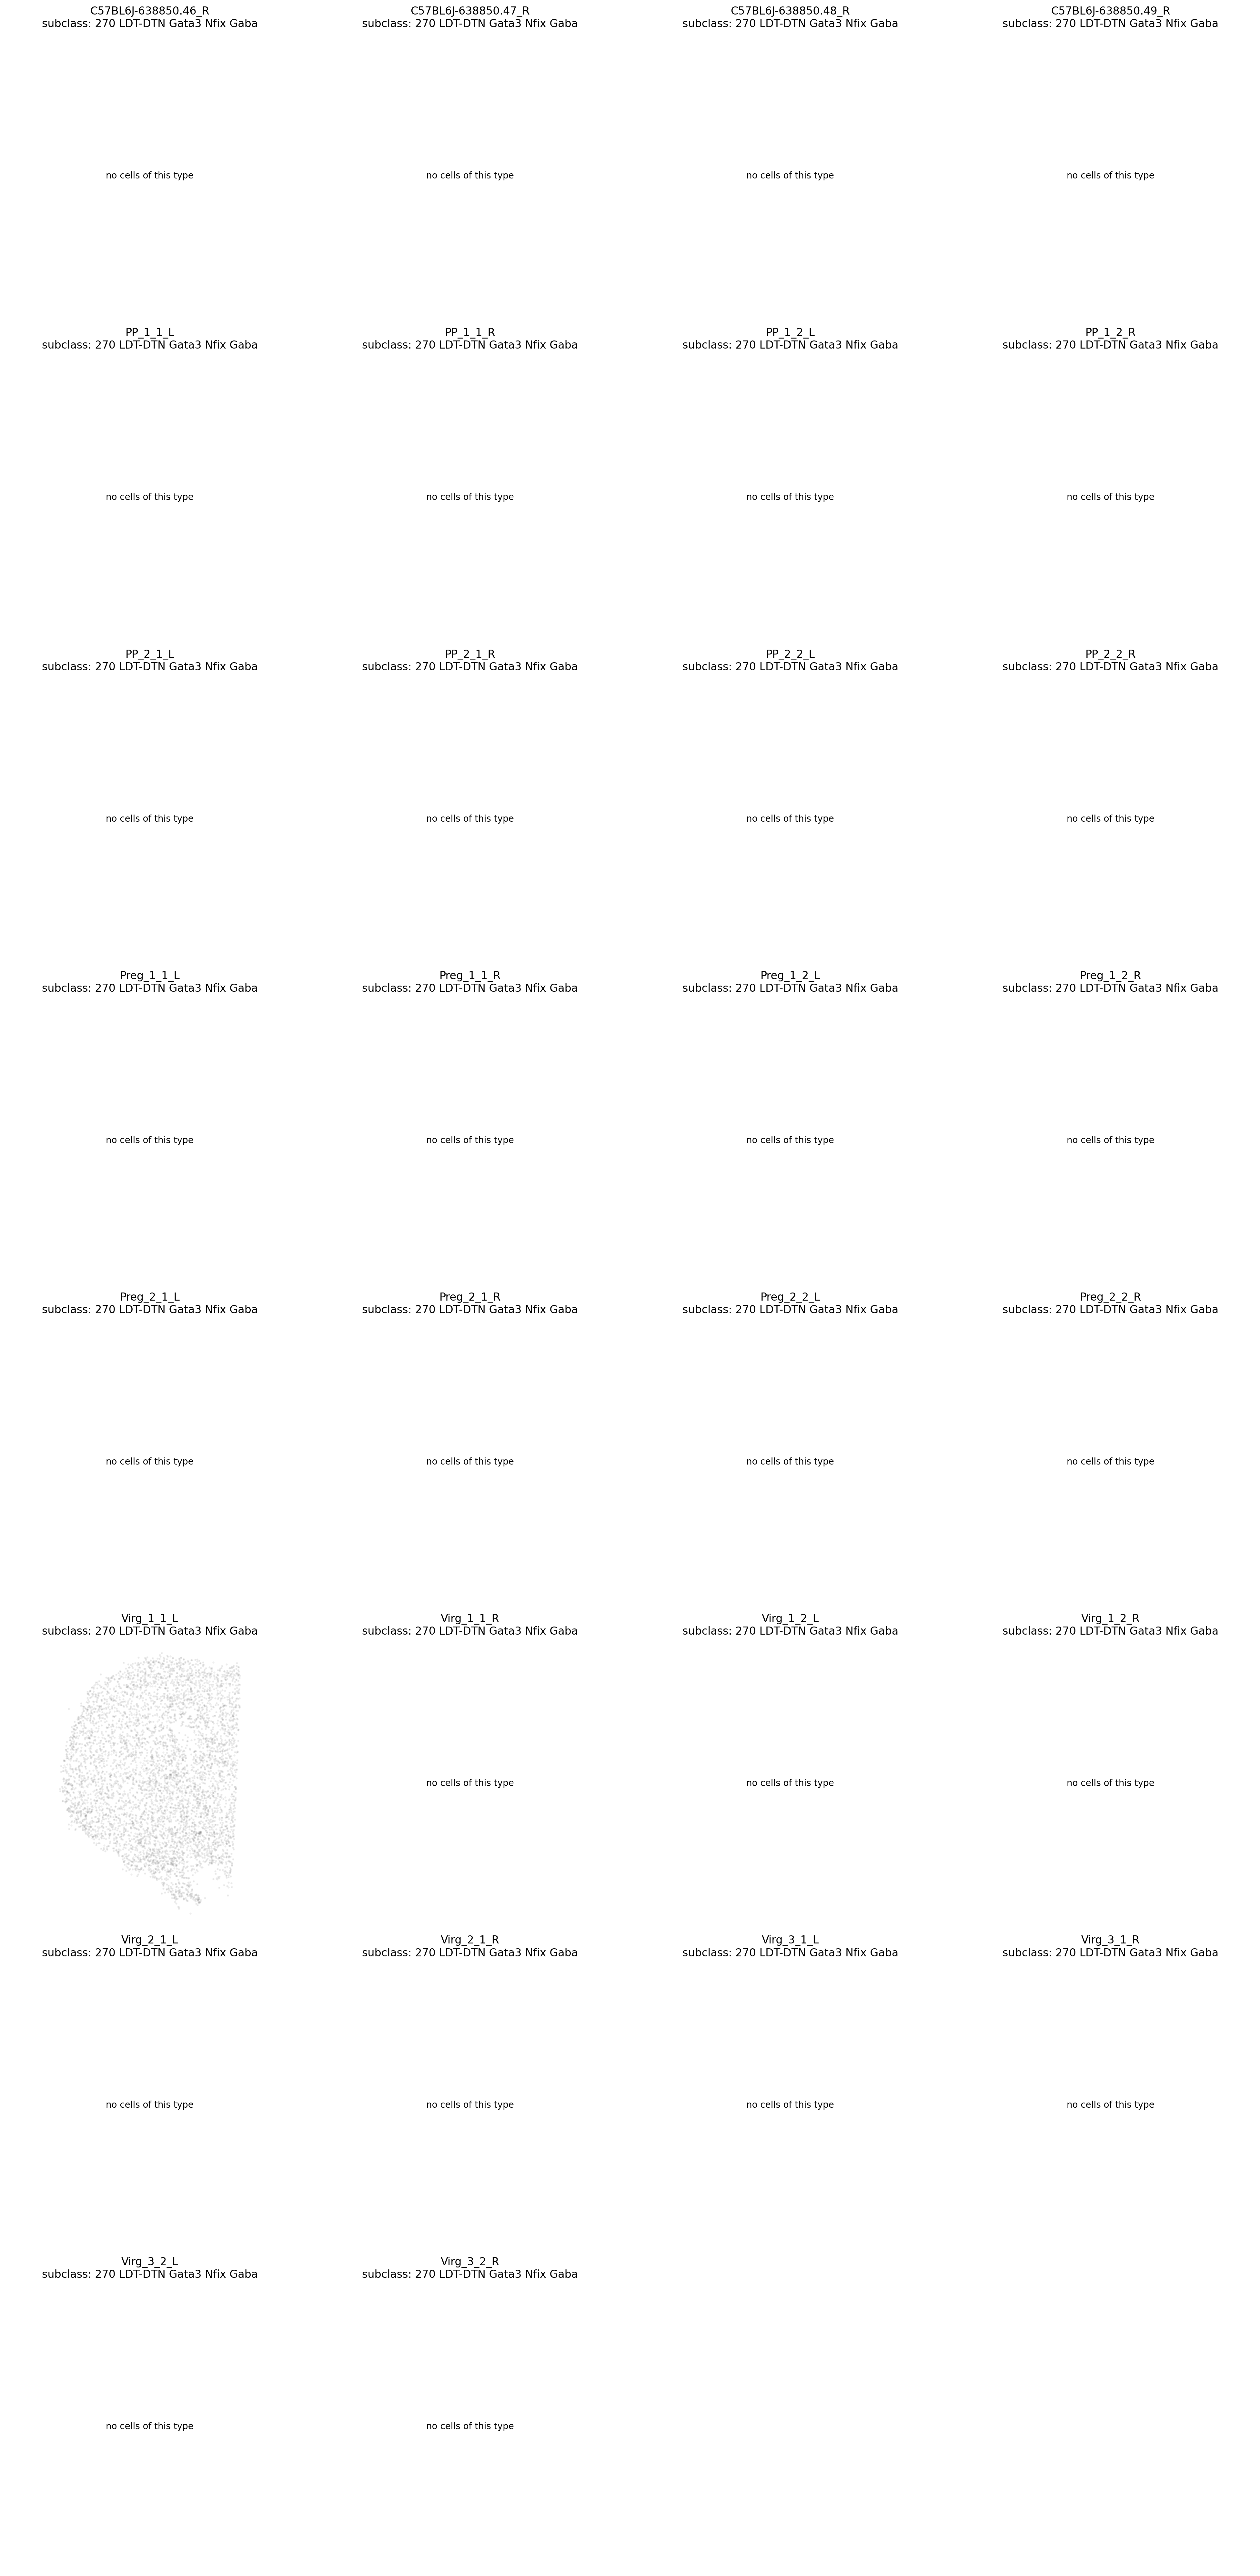 C57BL6J-638850.46_R
subclass: 270 LDT-DTN Gata3 Nfix Gaba
C57BL6J-638850.47_R
subclass: 270 LDT-DTN Gata3 Nfix Gaba
C57BL6J-638850.48_R
subclass: 270 LDT-DTN Gata3 Nfix Gaba
C57BL6J-638850.49_R
subclass: 270 LDT-DTN Gata3 Nfix Gaba
no cells of this type
no cells of this type
no cells of this type
no cells of this type
PP_1_1_L
subclass: 270 LDT-DTN Gata3 Nfix Gaba
PP_1_1_R
subclass: 270 LDT-DTN Gata3 Nfix Gaba
PP_1_2_L
subclass: 270 LDT-DTN Gata3 Nfix Gaba
PP_1_2_R
subclass: 270 LDT-DTN Gata3 Nfix Gaba
no cells of this type
no cells of this type
no cells of this type
no cells of this type
PP_2_1_L
subclass: 270 LDT-DTN Gata3 Nfix Gaba
PP_2_1_R
subclass: 270 LDT-DTN Gata3 Nfix Gaba
PP_2_2_L
subclass: 270 LDT-DTN Gata3 Nfix Gaba
PP_2_2_R
subclass: 270 LDT-DTN Gata3 Nfix Gaba
no cells of this type
no cells of this type
no cells of this type
no cells of this type
Preg_1_1_L
subclass: 270 LDT-DTN Gata3 Nfix Gaba
Preg_1_1_R
subclass: 270 LDT-DTN Gata3 Nfix Gaba
Preg_1_2_L
subclass: 270 LDT-DTN Gata3 Nfix Gaba
Preg_1_2_R
subclass: 270 LDT-DTN Gata3 Nfix Gaba
no cells of this type
no cells of this type
no cells of this type
no cells of this type
Preg_2_1_L
subclass: 270 LDT-DTN Gata3 Nfix Gaba
Preg_2_1_R
subclass: 270 LDT-DTN Gata3 Nfix Gaba
Preg_2_2_L
subclass: 270 LDT-DTN Gata3 Nfix Gaba
Preg_2_2_R
subclass: 270 LDT-DTN Gata3 Nfix Gaba
no cells of this type
no cells of this type
no cells of this type
no cells of this type
Virg_1_1_L
subclass: 270 LDT-DTN Gata3 Nfix Gaba
Virg_1_1_R
subclass: 270 LDT-DTN Gata3 Nfix Gaba
Virg_1_2_L
subclass: 270 LDT-DTN Gata3 Nfix Gaba
Virg_1_2_R
subclass: 270 LDT-DTN Gata3 Nfix Gaba
no cells of this type
no cells of this type
no cells of this type
Virg_2_1_L
subclass: 270 LDT-DTN Gata3 Nfix Gaba
Virg_2_1_R
subclass: 270 LDT-DTN Gata3 Nfix Gaba
Virg_3_1_L
subclass: 270 LDT-DTN Gata3 Nfix Gaba
Virg_3_1_R
subclass: 270 LDT-DTN Gata3 Nfix Gaba
no cells of this type
no cells of this type
no cells of this type
no cells of this type
Virg_3_2_L
subclass: 270 LDT-DTN Gata3 Nfix Gaba
Virg_3_2_R
subclass: 270 LDT-DTN Gata3 Nfix Gaba
no cells of this type
no cells of this type